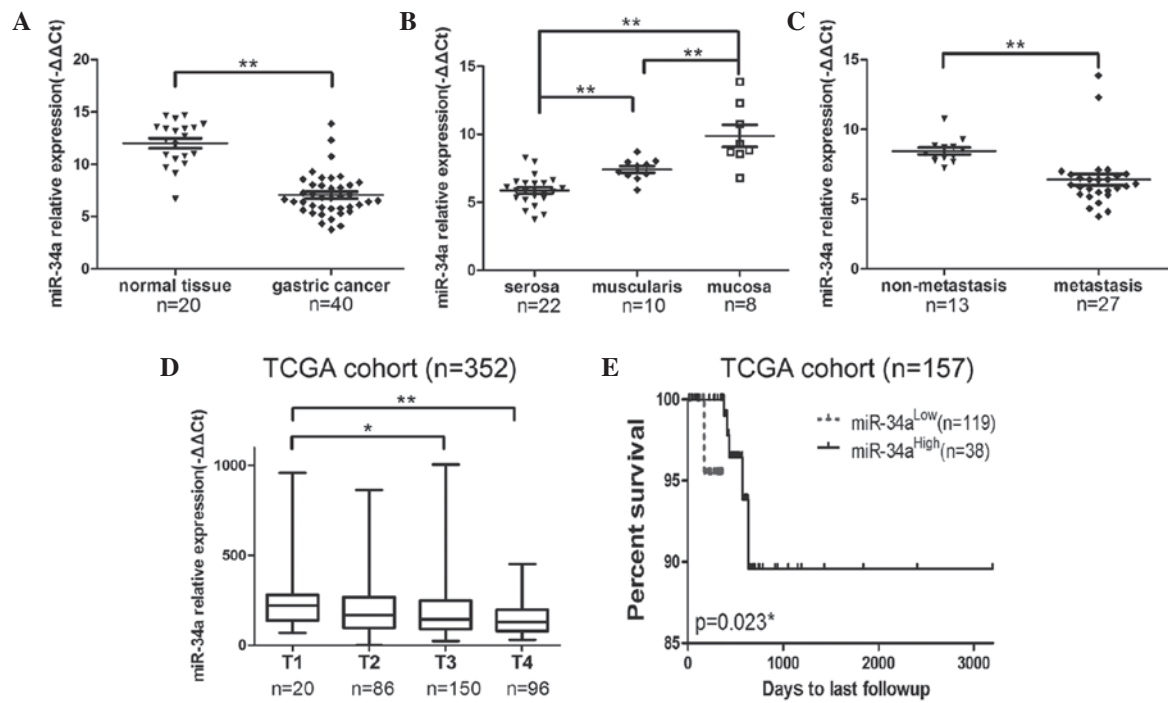 A
miR-34a relative expression(-ΔΔCt)
20
15
10
5
0
**
normal tissue
n=20
gastric cancer
n=40
B
miR-34a relative expression(-ΔΔCt)
15
10
5
0
**
**
**
serosa
n=22
muscularis
n=10
mucosa
n=8
C
miR-34a relative expression(-ΔΔCt)
15
10
5
0
**
non-metastasis
n=13
metastasis
n=27
D
TCGA cohort (n=352)
miR-34a relative expression(-ΔΔCt)
1000
500
0
**
*
T1
T2
T3
T4
n=20
n=86
n=150
n=96
E
TCGA cohort (n=157)
Percent survival
100
95
90
85
miR-34aLow(n=119)
miR-34aHigh(n=38)
p=0.023*
0
1000
2000
3000
Days to last followup